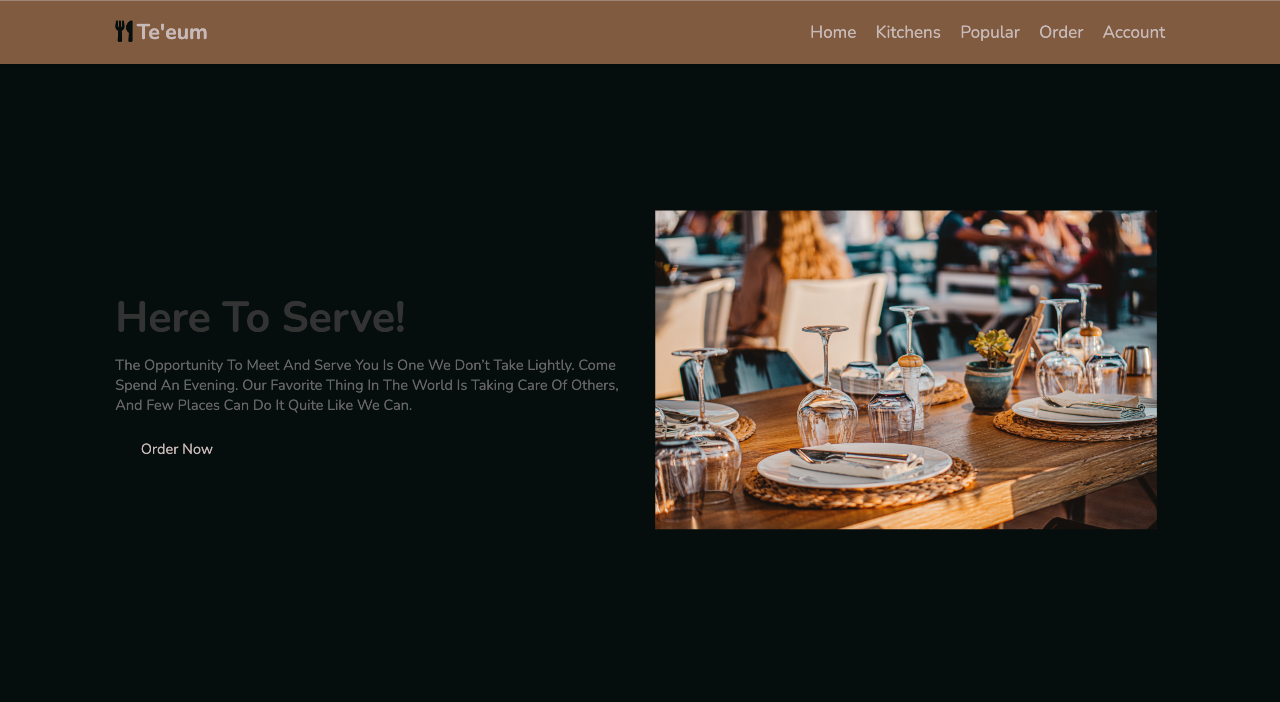 Te'eum
Home Kitchens Popular Order Account
Here To Serve!
The Opportunity To Meet And Serve You Is One We Don't Take Lightly. Come
Spend An Evening. Our Favorite Thing In The World Is Taking Care Of Others,
And Few Places Can Do It Quite Like We Can.
Order Now